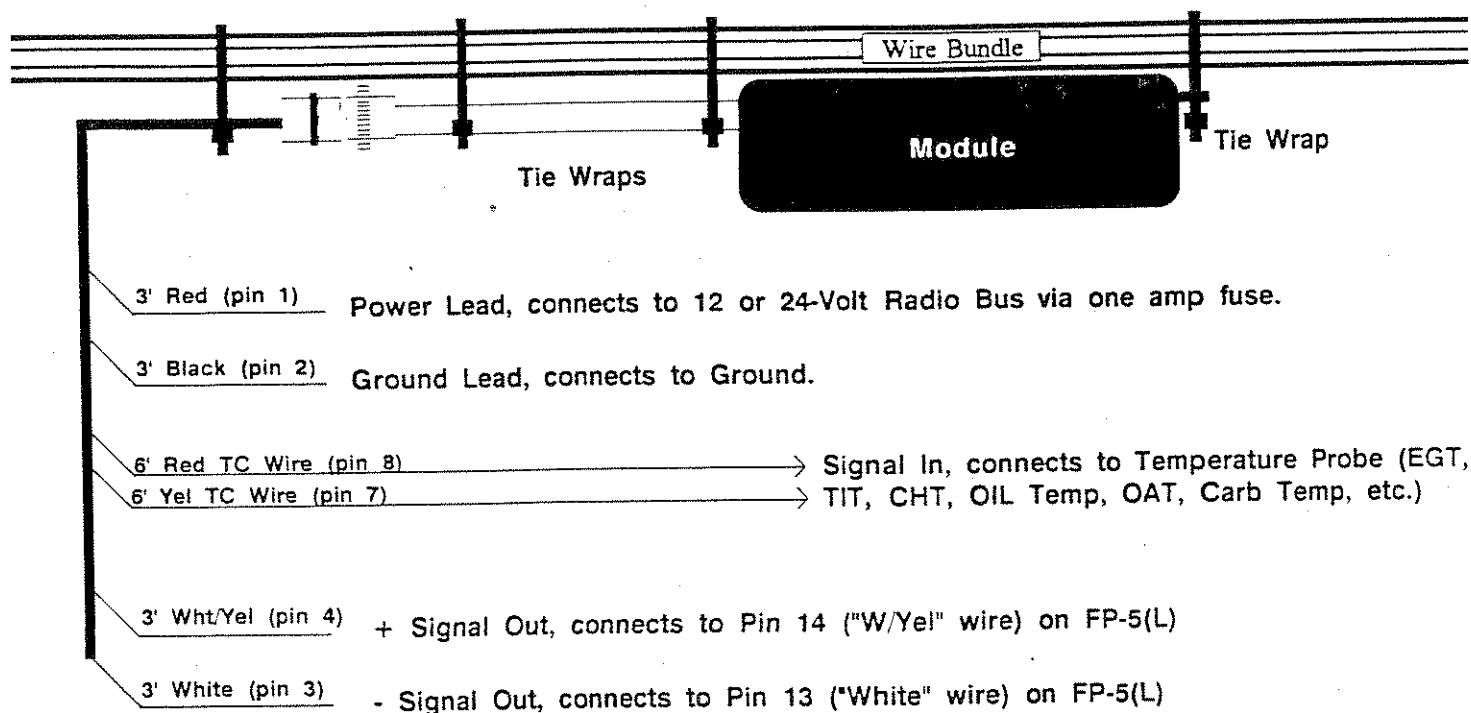 Wire Bundle
Module
Tie Wrap
Tie Wraps
3' Red (pin 1)
Power Lead, connects to 12 or 24-Volt Radio Bus via one amp fuse.
3' Black (pin 2)
Ground Lead, connects to Ground.
6' Red TC Wire (pin 8)
Signal In, connects to Temperature Probe (EGT,
6' Yel TC Wire (pin 7)
TIT, CHT, OIL Temp, OAT, Carb Temp, etc.)
3' Wht/Yel (pin 4)
+ Signal Out, connects to Pin 14 ("W/Yel" wire) on FP-5(L)
3' White (pin 3)
- Signal Out, connects to Pin 13 ("White" wire) on FP-5(L)